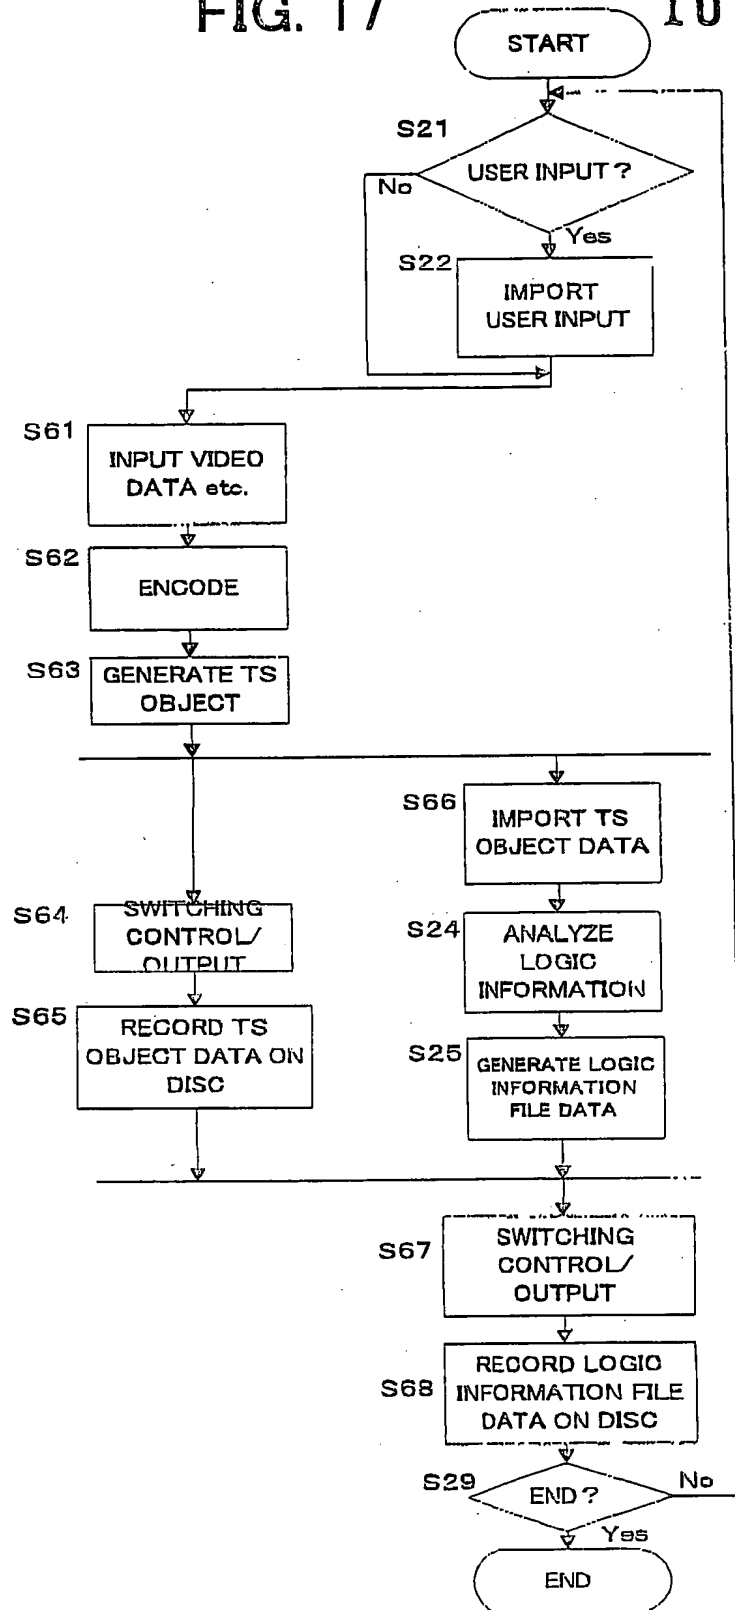 FIG. 17
START
S21
USER INPUT ?
No
Yes
S22
IMPORT
USER INPUT
S61
INPUT VIDEO
DATA etc.
S62
ENCODE
S63
GENERATE TS
OBJECT
S66
IMPORT TS
OBJECT DATA
S64
SWITCHING
CONTROL/
OUTPUT
S24
ANALYZE
LOGIC
INFORMATION
S65
RECORD TS
OBJECT DATA ON
DISC
S25
GENERATE LOGIC
INFORMATION
FILE DATA
S67
SWITCHING
CONTROL/
OUTPUT
S68
RECORD LOGIC
INFORMATION FILE
DATA ON DISC
S29
END ?
No
Yes
END